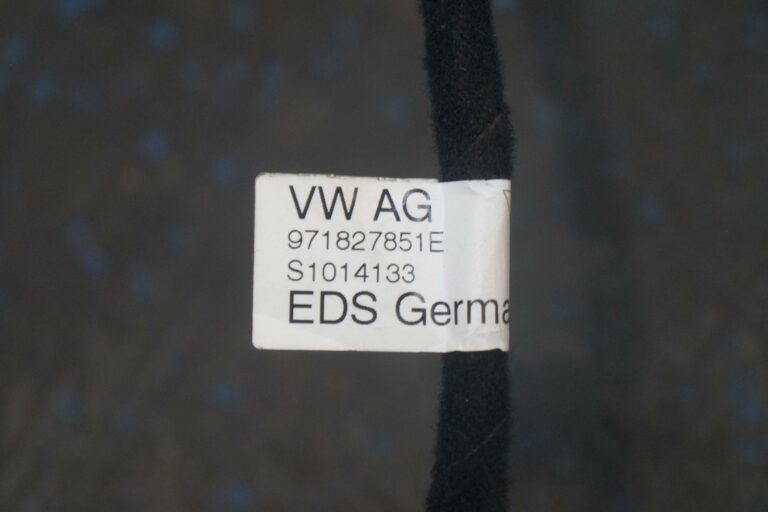 VW AG
971827851E
S1014133
EDS Germa